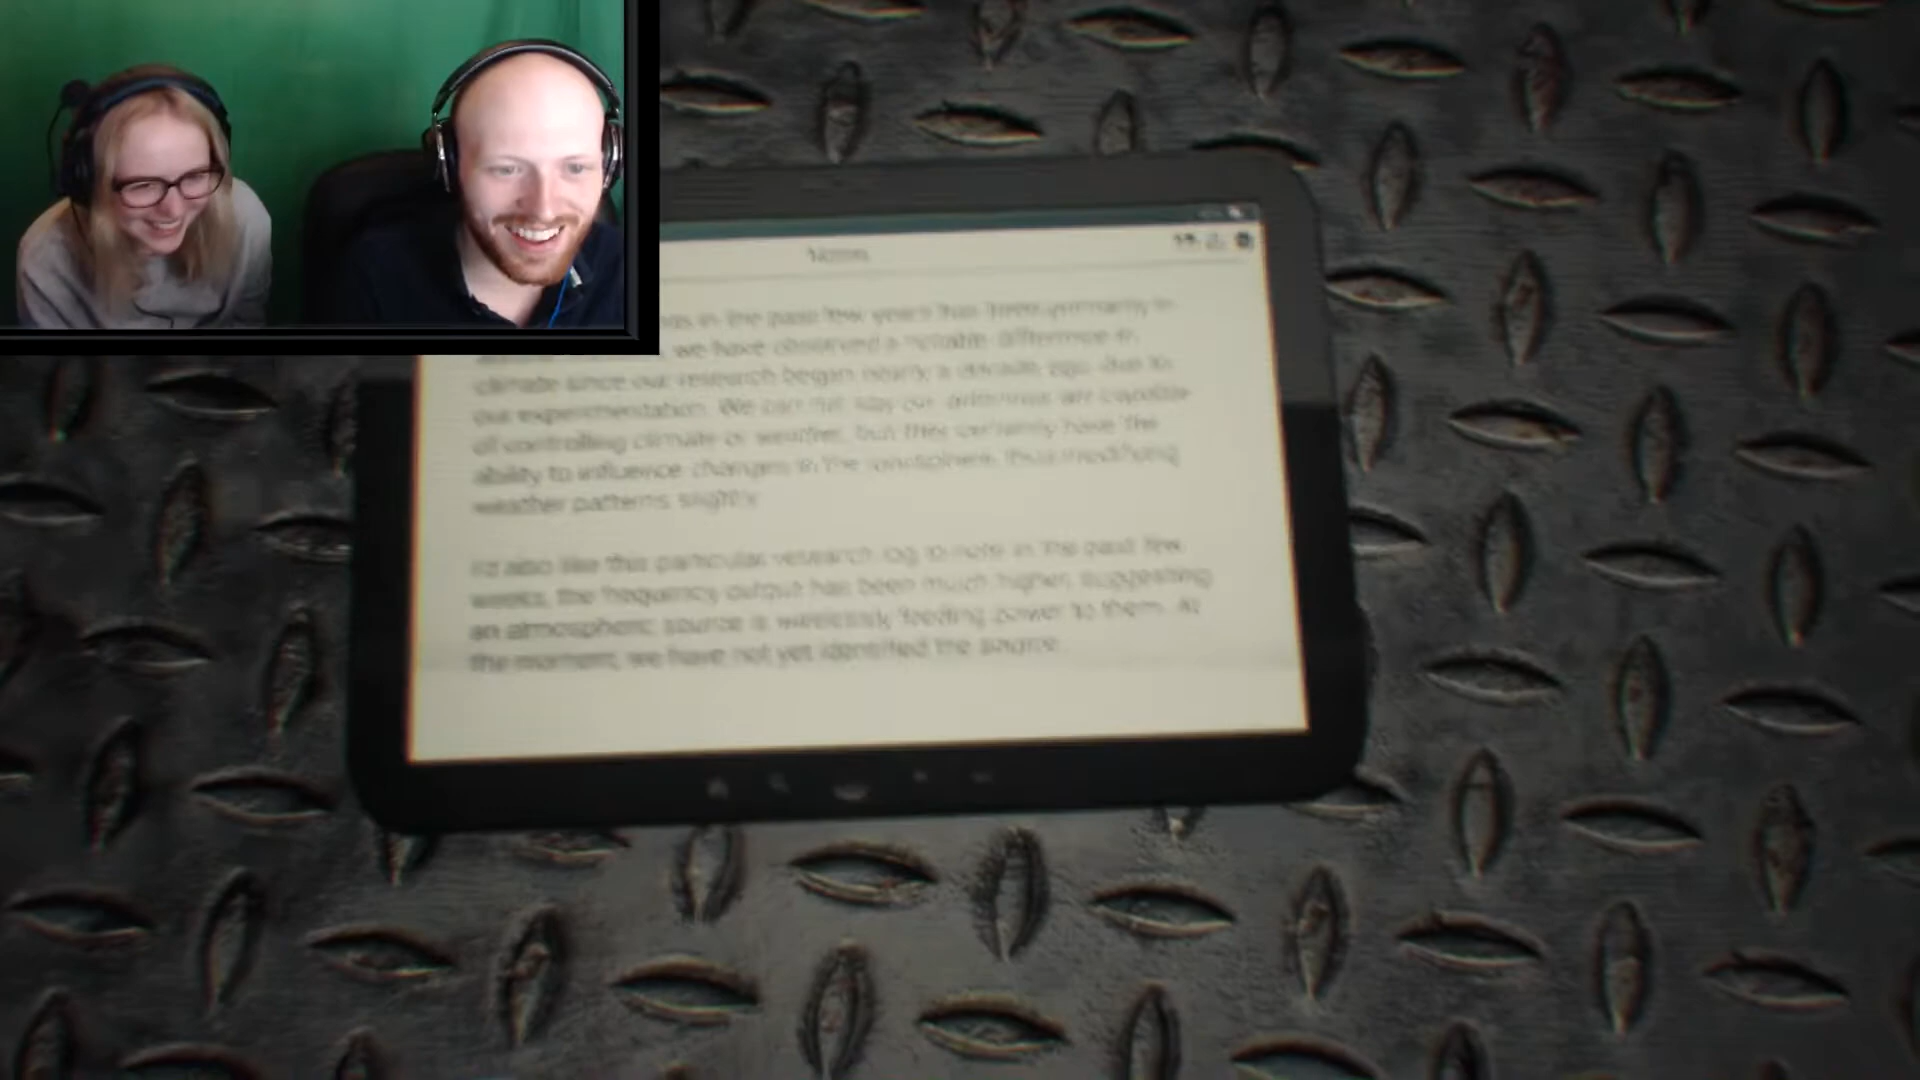 Notes
in the past few years has been primarily in
we have observed a notable difference in
climate since our research began nearly a decade ago due to
our experimentation. We can not say our antennas are capable
of controlling climate or weather, but they certainly have the
ability to influence changes in the ionosphere, thus modifying
weather patterns slightly
I'd also like this particular research log to note in the past few
weeks, the frequency output has been much higher, suggesting
an atmospheric source is wirelessly feeding power to them. At
the moment, we have not yet identified the source.